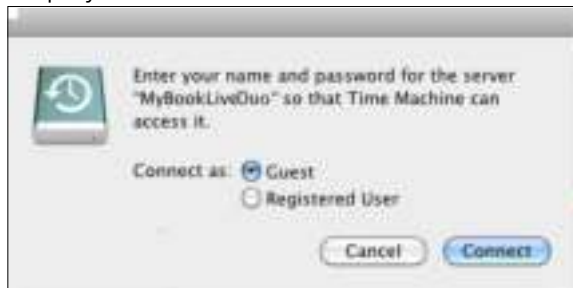 Enter your name and password for the server
"MyBookLiveDuo" so that Time Machine can
access it.
Connect as: Guest
Registered User
Cancel Connect